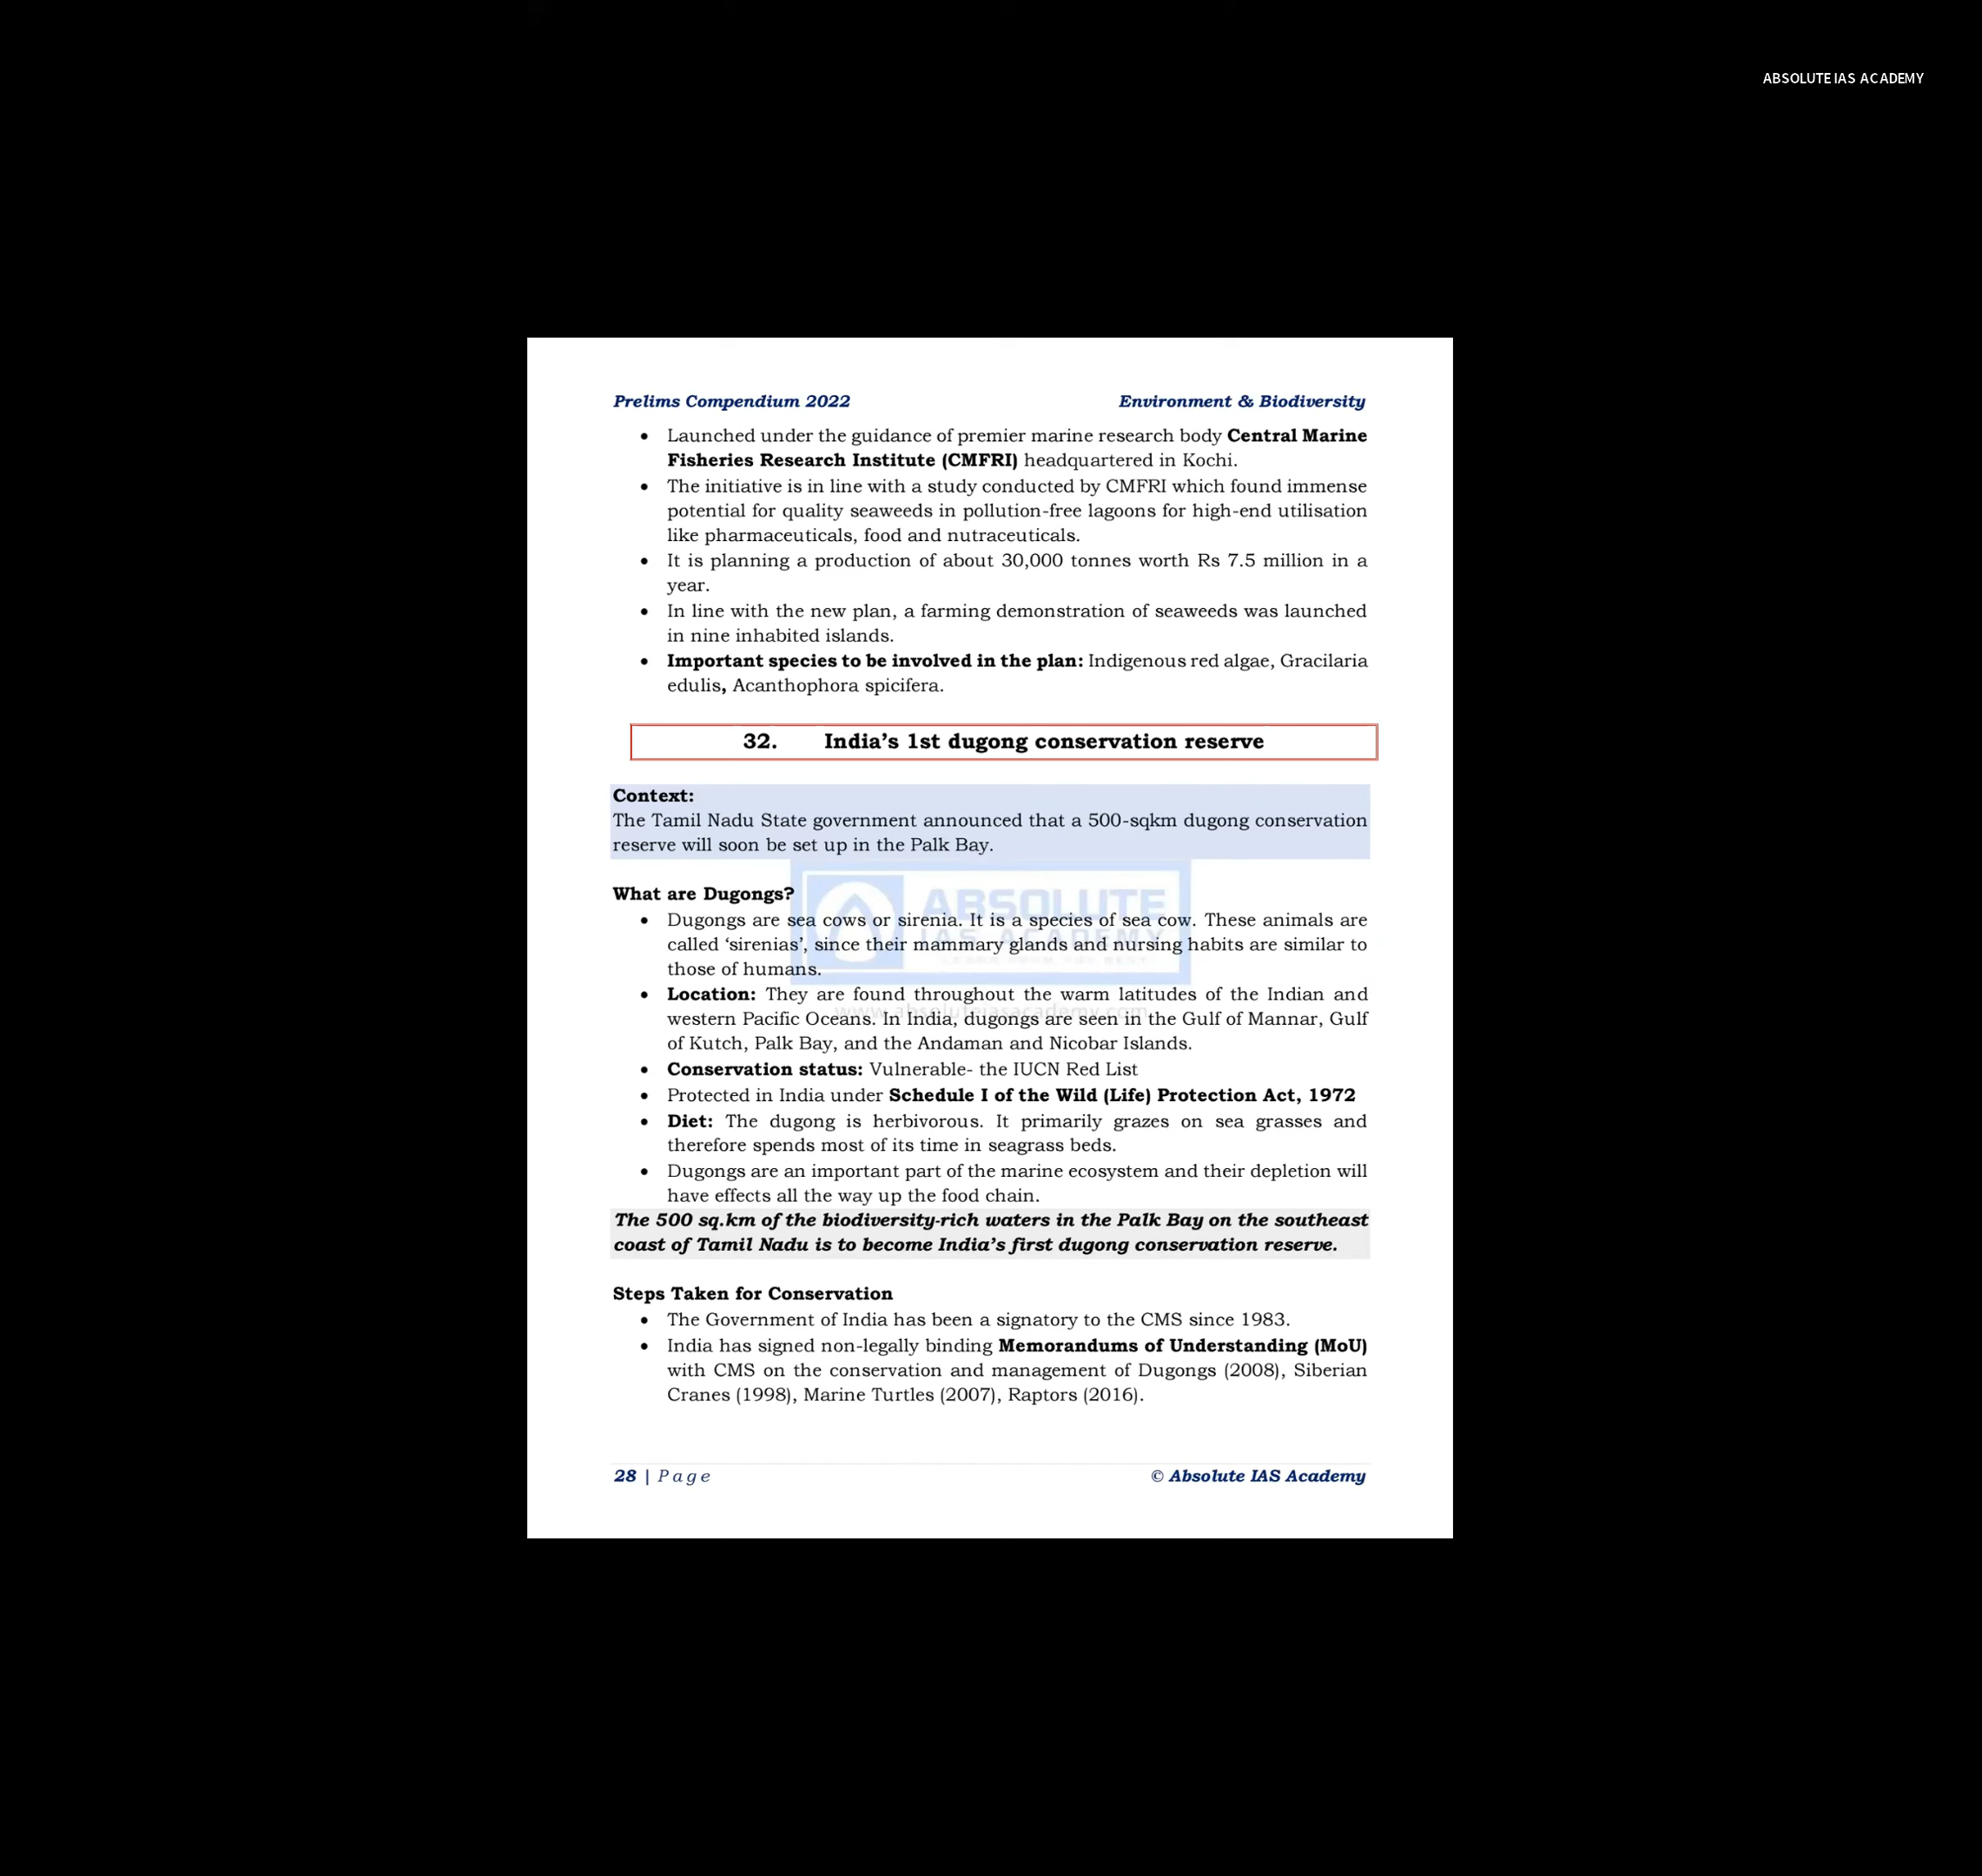 ABSOLUTE IAS ACADEMY
Prelims Compendium 2022 Environment & Biodiversity
• Launched under the guidance of premier marine research body Central Marine
Fisheries Research Institute (CMFRI) headquartered in Kochi.
• The initiative is in line with a study conducted by CMFRI which found immense
potential for quality seaweeds in pollution-free lagoons for high-end utilisation
like pharmaceuticals, food and nutraceuticals.
• It is planning a production of about 30,000 tonnes worth Rs 7.5 million in a
year.
• In line with the new plan, a farming demonstration of seaweeds was launched
in nine inhabited islands.
• Important species to be involved in the plan: Indigenous red algae, Gracilaria
edulis, Acanthophora spicifera.
32. India’s 1st dugong conservation reserve
Context:
The Tamil Nadu State government announced that a 500-sqkm dugong conservation
reserve will soon be set up in the Palk Bay.
What are Dugongs?
• Dugongs are sea cows or sirenia. It is a species of sea cow. These animals are
called ‘sirenias’, since their mammary glands and nursing habits are similar to
those of humans.
• Location: They are found throughout the warm latitudes of the Indian and
western Pacific Oceans. In India, dugongs are seen in the Gulf of Mannar, Gulf
of Kutch, Palk Bay, and the Andaman and Nicobar Islands.
• Conservation status: Vulnerable- the IUCN Red List
• Protected in India under Schedule I of the Wild (Life) Protection Act, 1972
• Diet: The dugong is herbivorous. It primarily grazes on sea grasses and
therefore spends most of its time in seagrass beds.
• Dugongs are an important part of the marine ecosystem and their depletion will
have effects all the way up the food chain.
The 500 sq.km of the biodiversity-rich waters in the Palk Bay on the southeast
coast of Tamil Nadu is to become India’s first dugong conservation reserve.
Steps Taken for Conservation
• The Government of India has been a signatory to the CMS since 1983.
• India has signed non-legally binding Memorandums of Understanding (MoU)
with CMS on the conservation and management of Dugongs (2008), Siberian
Cranes (1998), Marine Turtles (2007), Raptors (2016).
ABSOLUTE
IAS ACADEMY
www.absoluteiasacademy.com
28 | Page © Absolute IAS Academy